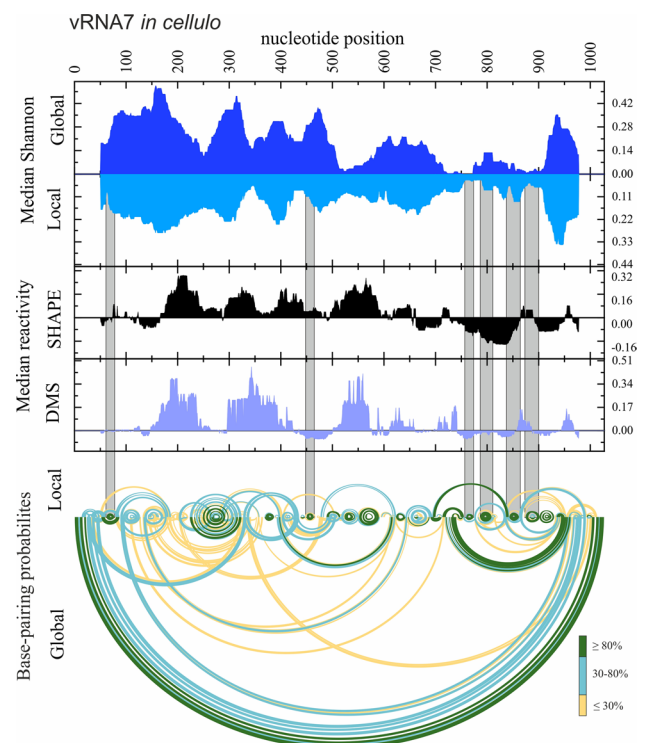 vRNA7 in cellulo
nucleotide position
0 100 200 300 400 500 600 700 800 900 1000
Median Shannon
Global
Local
0.42
0.28
0.14
0.00
0.11
0.22
0.33
0.44
Median reactivity
SHAPE
0.32
0.16
0.00
-0.16
DMS
0.51
0.34
0.17
0.00
Base-pairing probabilites
Local
Global
≥ 80%
30-80%
≤ 30%